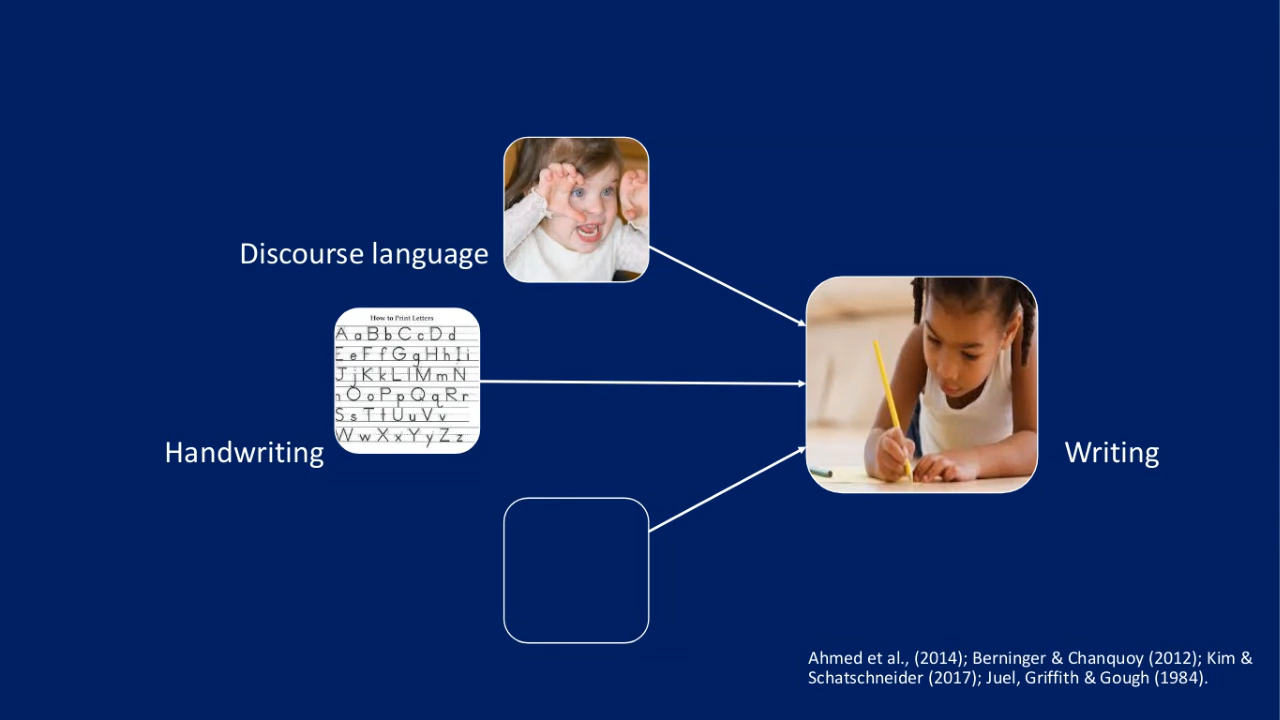 Discourse language
How to Print Letters
A a B b C c D d
E e F f G g H h I i
J j K k L l M m N
n O o P p Q q R r
S s T t U u V v
W w X x Y y Z z
Handwriting
Writing
Ahmed et al., (2014); Berninger & Chanquoy (2012); Kim &
Schatschneider (2017); Juel, Griffith & Gough (1984).